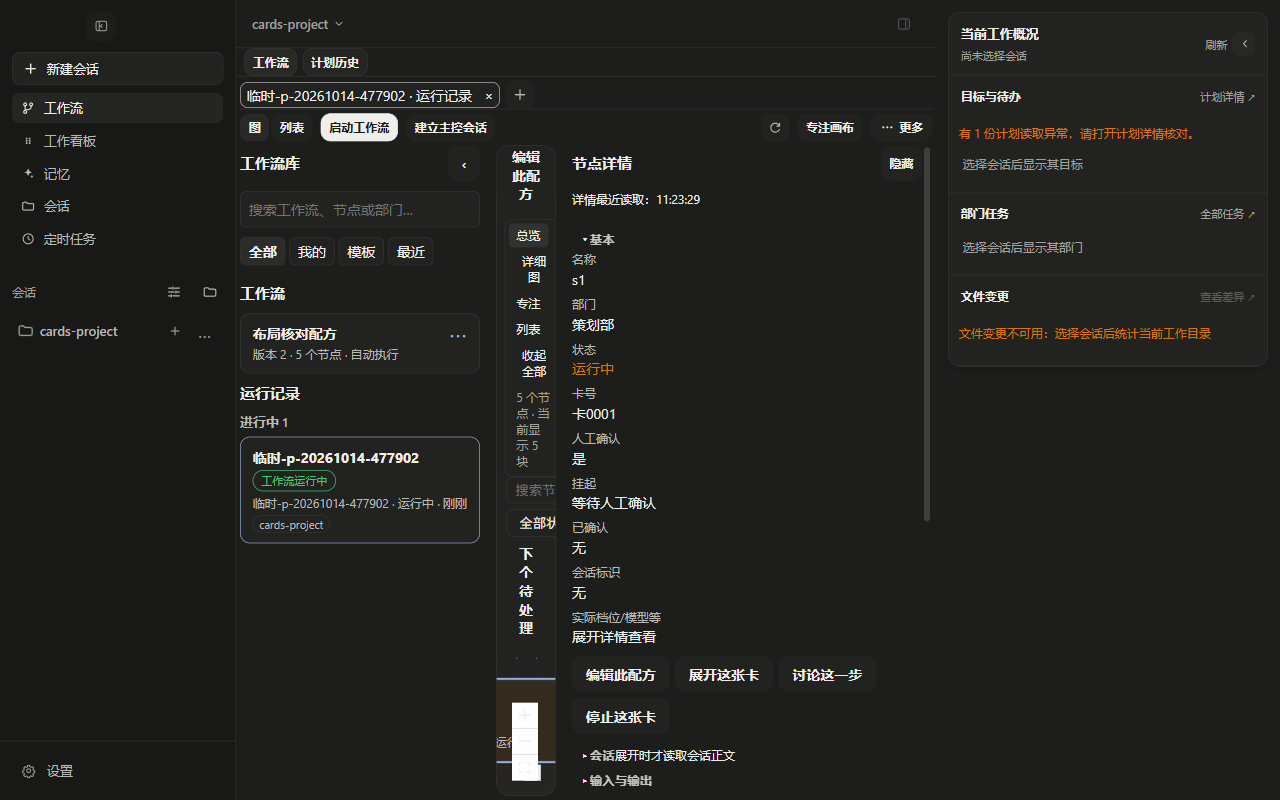 新建会话
工作流
工作看板
记忆
会话
定时任务
会话
cards-project
+ ...
设置
cards-project
工作流 计划历史
临时-p-20261014-477902 · 运行记录 × +
图 列表 启动工作流 建立主控会话 专注画布 ··· 更多
工作流库
搜索工作流、节点或部门...
全部 我的 模板 最近
工作流
布局核对配方 ···
版本 2 · 5 个节点 · 自动执行
运行记录
进行中 1
临时-p-20261014-477902
工作流运行中
临时-p-20261014-477902 · 运行中 · 刚刚
cards-project
编辑
此配
方
总览
详细
图
专注
列表
收起
全部
5 个节
点 · 当
前显
示 5
块
搜索节
全部状
下
个
待
处
理
运行
节点详情 隐藏
详情最近读取：11:23:29
▾基本
名称
s1
部门
策划部
状态
运行中
卡号
卡0001
人工确认
是
挂起
等待人工确认
已确认
无
会话标识
无
实际档位/模型等
展开详情查看
编辑此配方 展开这张卡 讨论这一步
停止这张卡
▸会话展开时才读取会话正文
▸输入与输出
当前工作概况
尚未选择会话
刷新
目标与待办 计划详情 ↗
有 1 份计划读取异常，请打开计划详情核对。
选择会话后显示其目标
部门任务 全部任务 ↗
选择会话后显示其部门
文件变更 查看差异 ↗
文件变更不可用：选择会话后统计当前工作目录